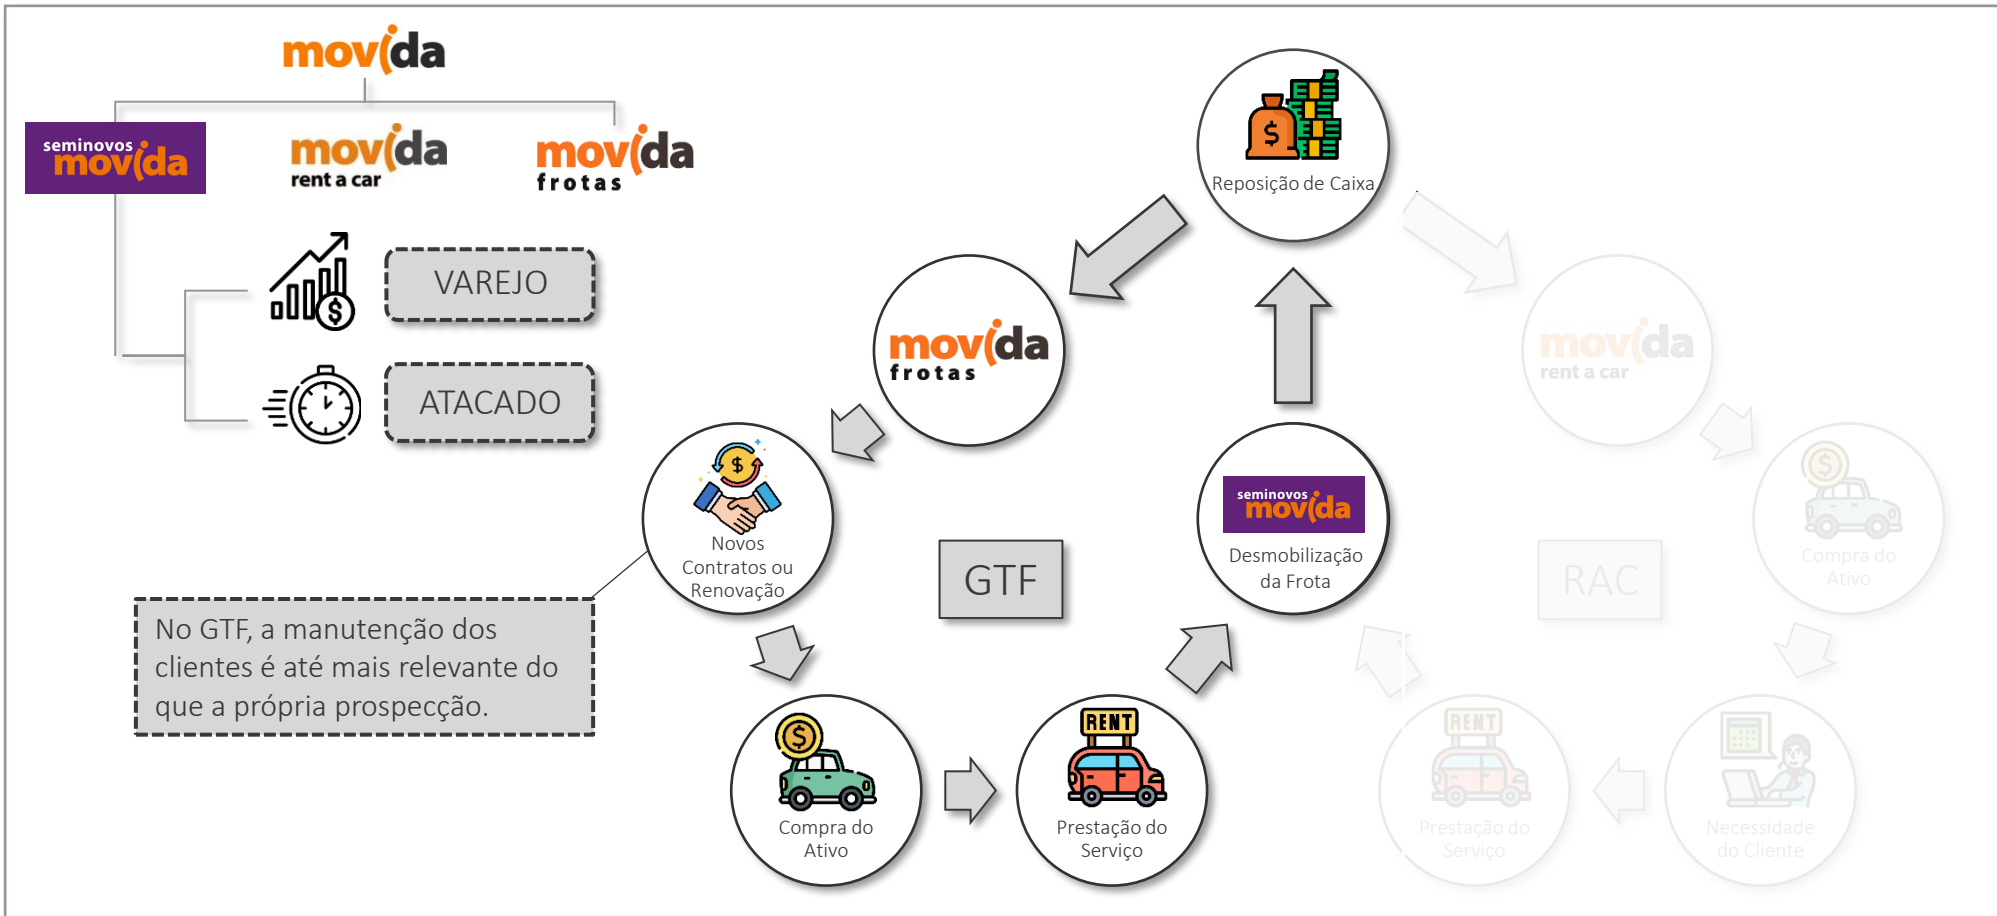 movida
seminovos
movida
movida
rent a car
movida
frotas
VAREJO
ATACADO
$
No GTF, a manutenção dos
clientes é até mais relevante do
que a própria prospecção.
$
Reposição de Caixa
movida
frotas
$
Novos
Contratos ou
Renovação
GTF
$
Compra do
Ativo
RENT
Prestação do
Serviço
seminovos
movida
Desmobilização
da Frota
movida
rent a car
$
Compra do
Ativo
RAC
Necessidade
do Cliente
RENT
Prestação do
Serviço